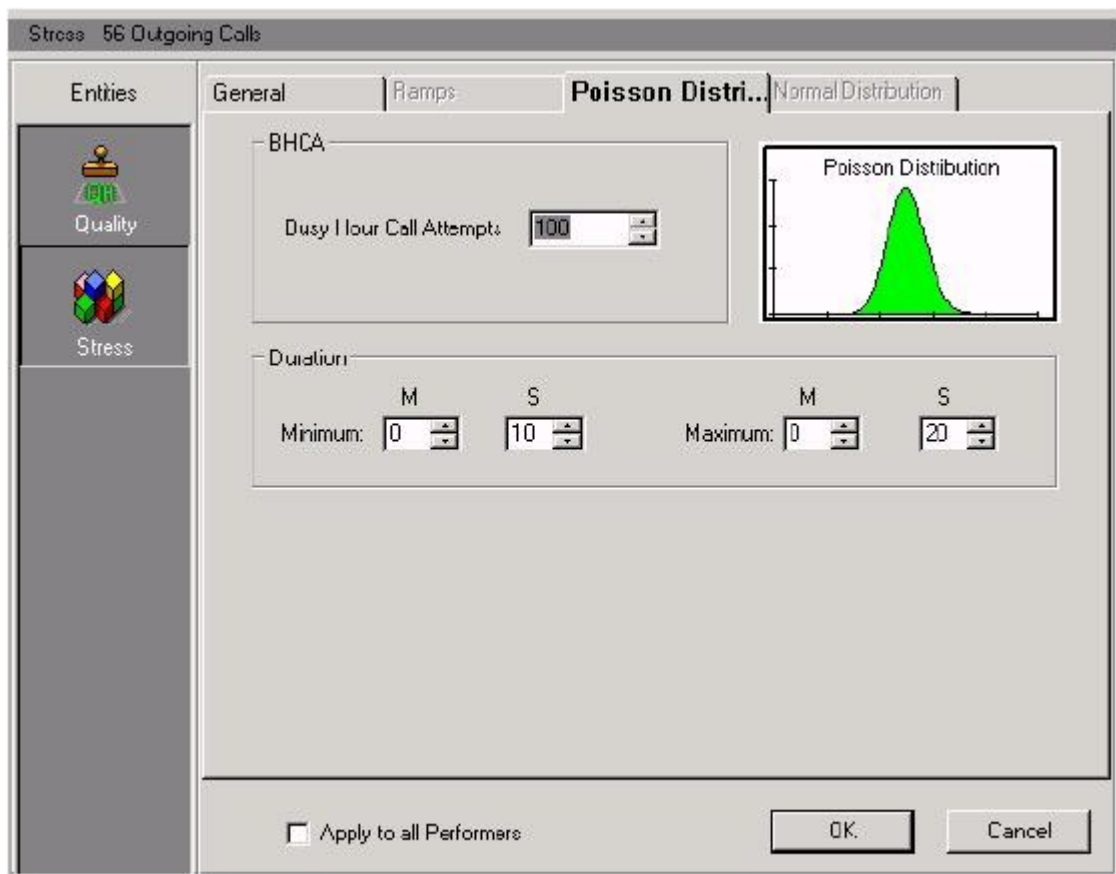 Stress 56 Outgoing Calls
Entities
Quality
Stress
General
Ramps
Poisson Distri...
Normal Distribution
BHCA
Busy Hour Call Attempts 100
Poisson Distribution
Duration
M S M S
Minimum: 0 10 Maximum: 0 20
Apply to all Performers
OK
Cancel